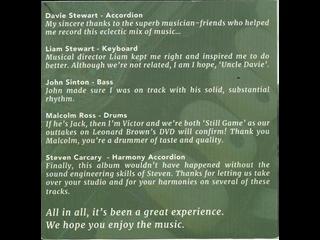 Davie Stewart - Accordion
My sincere thanks to the superb musician-friends who helped
me record this eclectic mix of music...
Liam Stewart - Keyboard
Musical director Liam kept me right and inspired me to do
better. Although we're not related, I am I hope, 'Uncle Davie'.
John Sinton - Bass
John made sure I was on track with his solid, substantial
rhythm.
Malcolm Ross - Drums
If he's Jack, then I'm Victor and we're both 'Still Game' as our
outtakes on Leonard Brown's DVD will confirm! Thank you
Malcolm, you're a drummer of taste and quality.
Steven Carcary - Harmony Accordion
Finally, this album wouldn't have happened without the
sound engineering skills of Steven. Thanks for letting us take
over your studio and for your harmonies on several of these
tracks.
All in all, it's been a great experience.
We hope you enjoy the music.